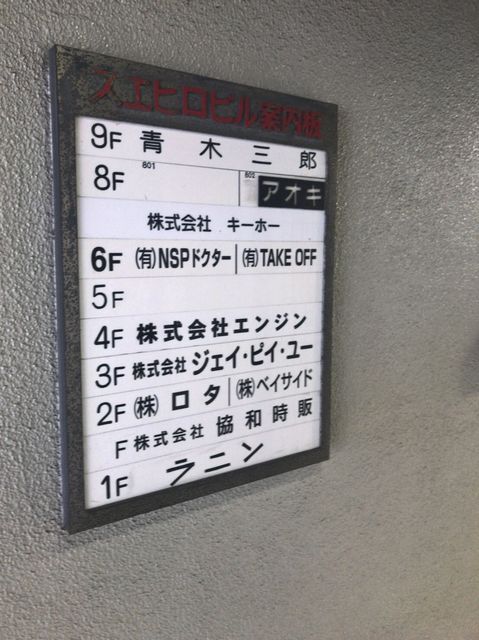 スエヒロビル案内板
9F 青木三郎
8F 801 802 アオキ
株式会社 キーホー
6F (有)NSPドクター (有)TAKE OFF
5F
4F 株式会社エンジン
3F 株式会社 ジェイ・ピイ・ユー
2F (株)ロタ (株)ベイサイド
F 株式会社 協和時販
1F ラニン